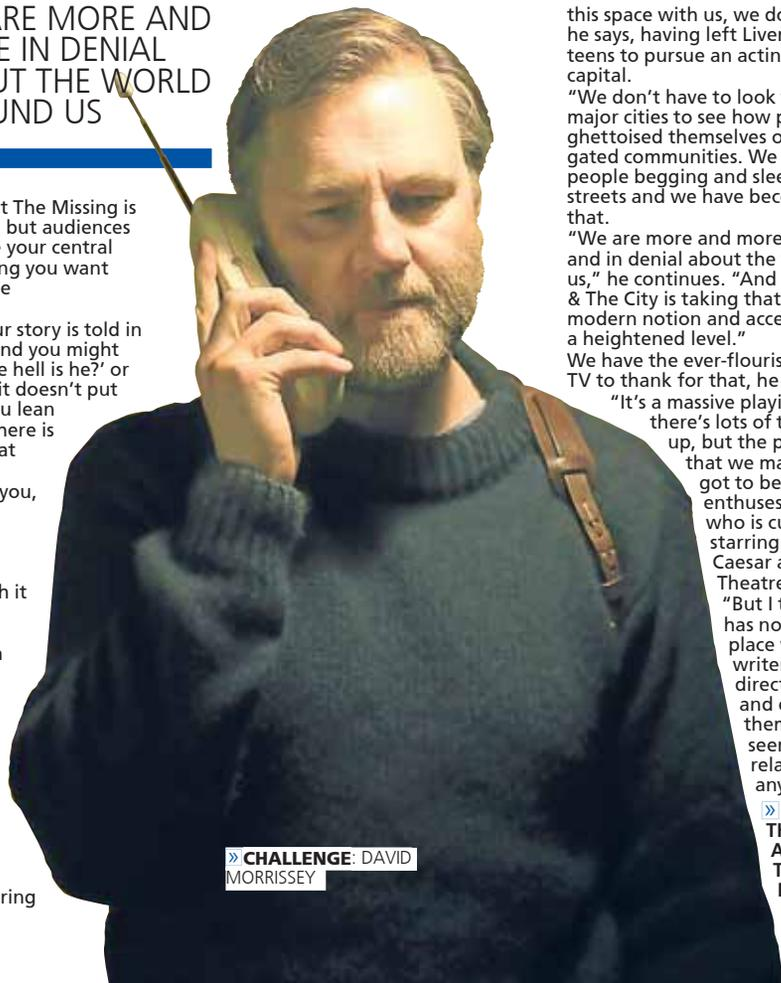 ARE MORE AND
E IN DENIAL
UT THE WORLD
UND US
t The Missing is
but audiences
your central
ng you want
e
ur story is told in
nd you might
e hell is he?’ or
it doesn’t put
u lean
here is
at
you,
h it
ring
»CHALLENGE: DAVID
MORRISSEY
this space with us, we do
he says, having left Liver
teens to pursue an actin
capital.
“We don’t have to look
major cities to see how p
ghettoised themselves o
gated communities. We
people begging and slee
streets and we have beco
that.
“We are more and more
and in denial about the
us,” he continues. “And
& The City is taking that
modern notion and acce
a heightened level.”
We have the ever-flouris
TV to thank for that, he
“It’s a massive playi
there’s lots of t
up, but the p
that we ma
got to be
enthuses
who is cu
starring
Caesar a
Theatre
“But I t
has no
place
write
direct
and
then
seen
rela
any
»
Th
A
T